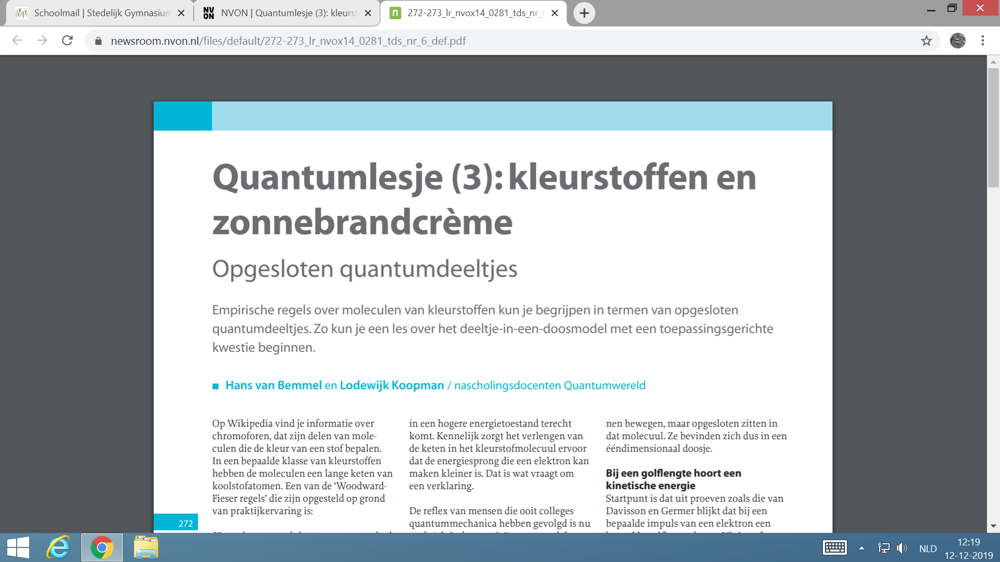 Schoolmail | Stedelijk Gymnasium
NVON | Quantumlesje (3): kleurst
272-273_lr_nvox14_0281_tds_nr_6
newsroom.nvon.nl/files/default/272-273_lr_nvox14_0281_tds_nr_6_def.pdf
Quantumlesje (3): kleurstoffen en
zonnebrandcrème
Opgesloten quantumdeeltjes
Empirische regels over moleculen van kleurstoffen kun je begrijpen in termen van opgesloten
quantumdeeltjes. Zo kun je een les over het deeltje-in-een-doosmodel met een toepassingsgerichte
kwestie beginnen.
Hans van Bemmel en Lodewijk Koopman / nascholingsdocenten Quantumwereld
Op Wikipedia vind je informatie over
chromoforen, dat zijn delen van mole-
culen die de kleur van een stof bepalen.
In een bepaalde klasse van kleurstoffen
hebben de moleculen een lange keten van
koolstofatomen. Een van de ‘Woodward-
Fieser regels’ die zijn opgesteld op grond
van praktijkervaring is:
in een hogere energietoestand terecht
komt. Kennelijk zorgt het verlengen van
de keten in het kleurstofmolecuul ervoor
dat de energiesprong die een elektron kan
maken kleiner is. Dat is wat vraagt om
een verklaring.
De reflex van mensen die ooit colleges
quantummechanica hebben gevolgd is nu
nen bewegen, maar opgesloten zitten in
dat molecuul. Ze bevinden zich dus in een
ééndimensionaal doosje.
Bij een golflengte hoort een
kinetische energie
Startpunt is dat uit proeven zoals die van
Davisson en Germer blijkt dat bij een
bepaalde impuls van een elektron een
272
NLD
12:19
12-12-2019